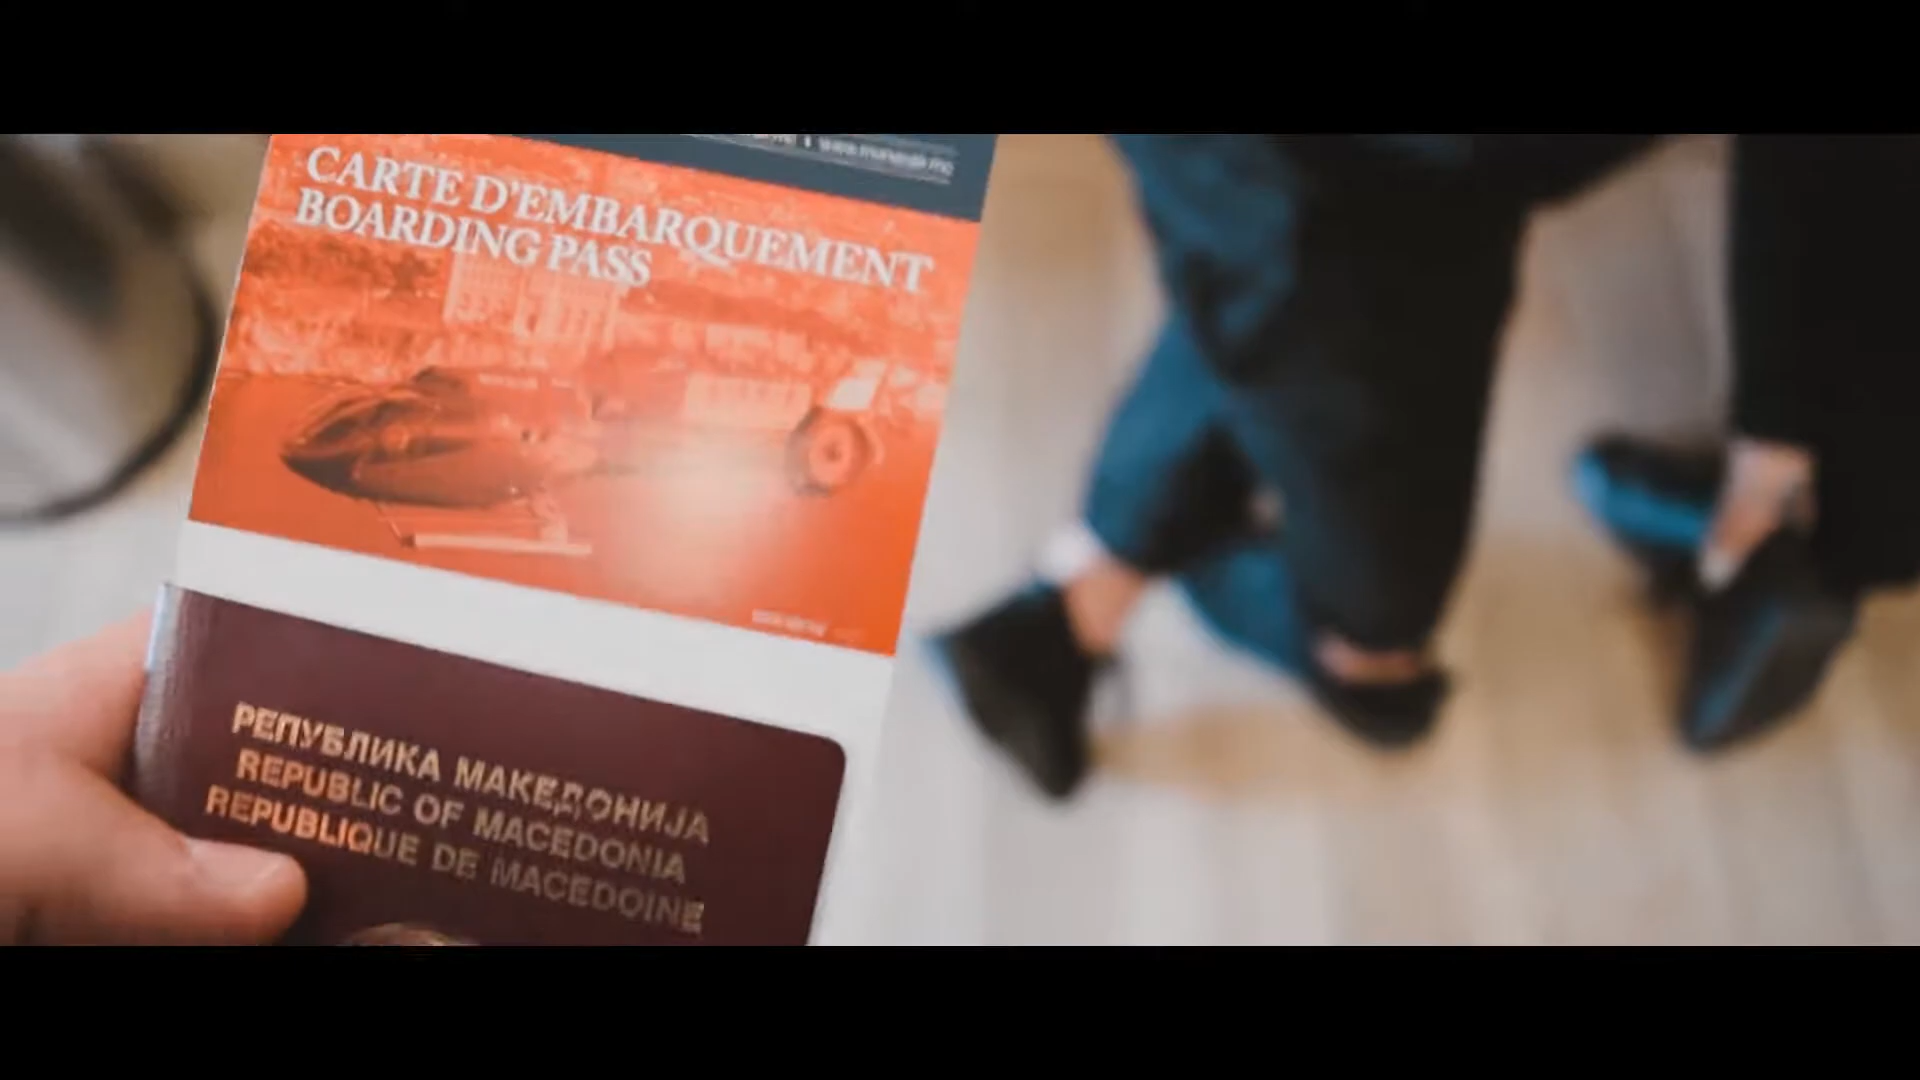 CARTE D'EMBARQUEMENT
BOARDING PASS
РЕПУБЛИКА МАКЕДОНИЈА
REPUBLIC OF MACEDONIA
REPUBLIQUE DE MACEDOINE